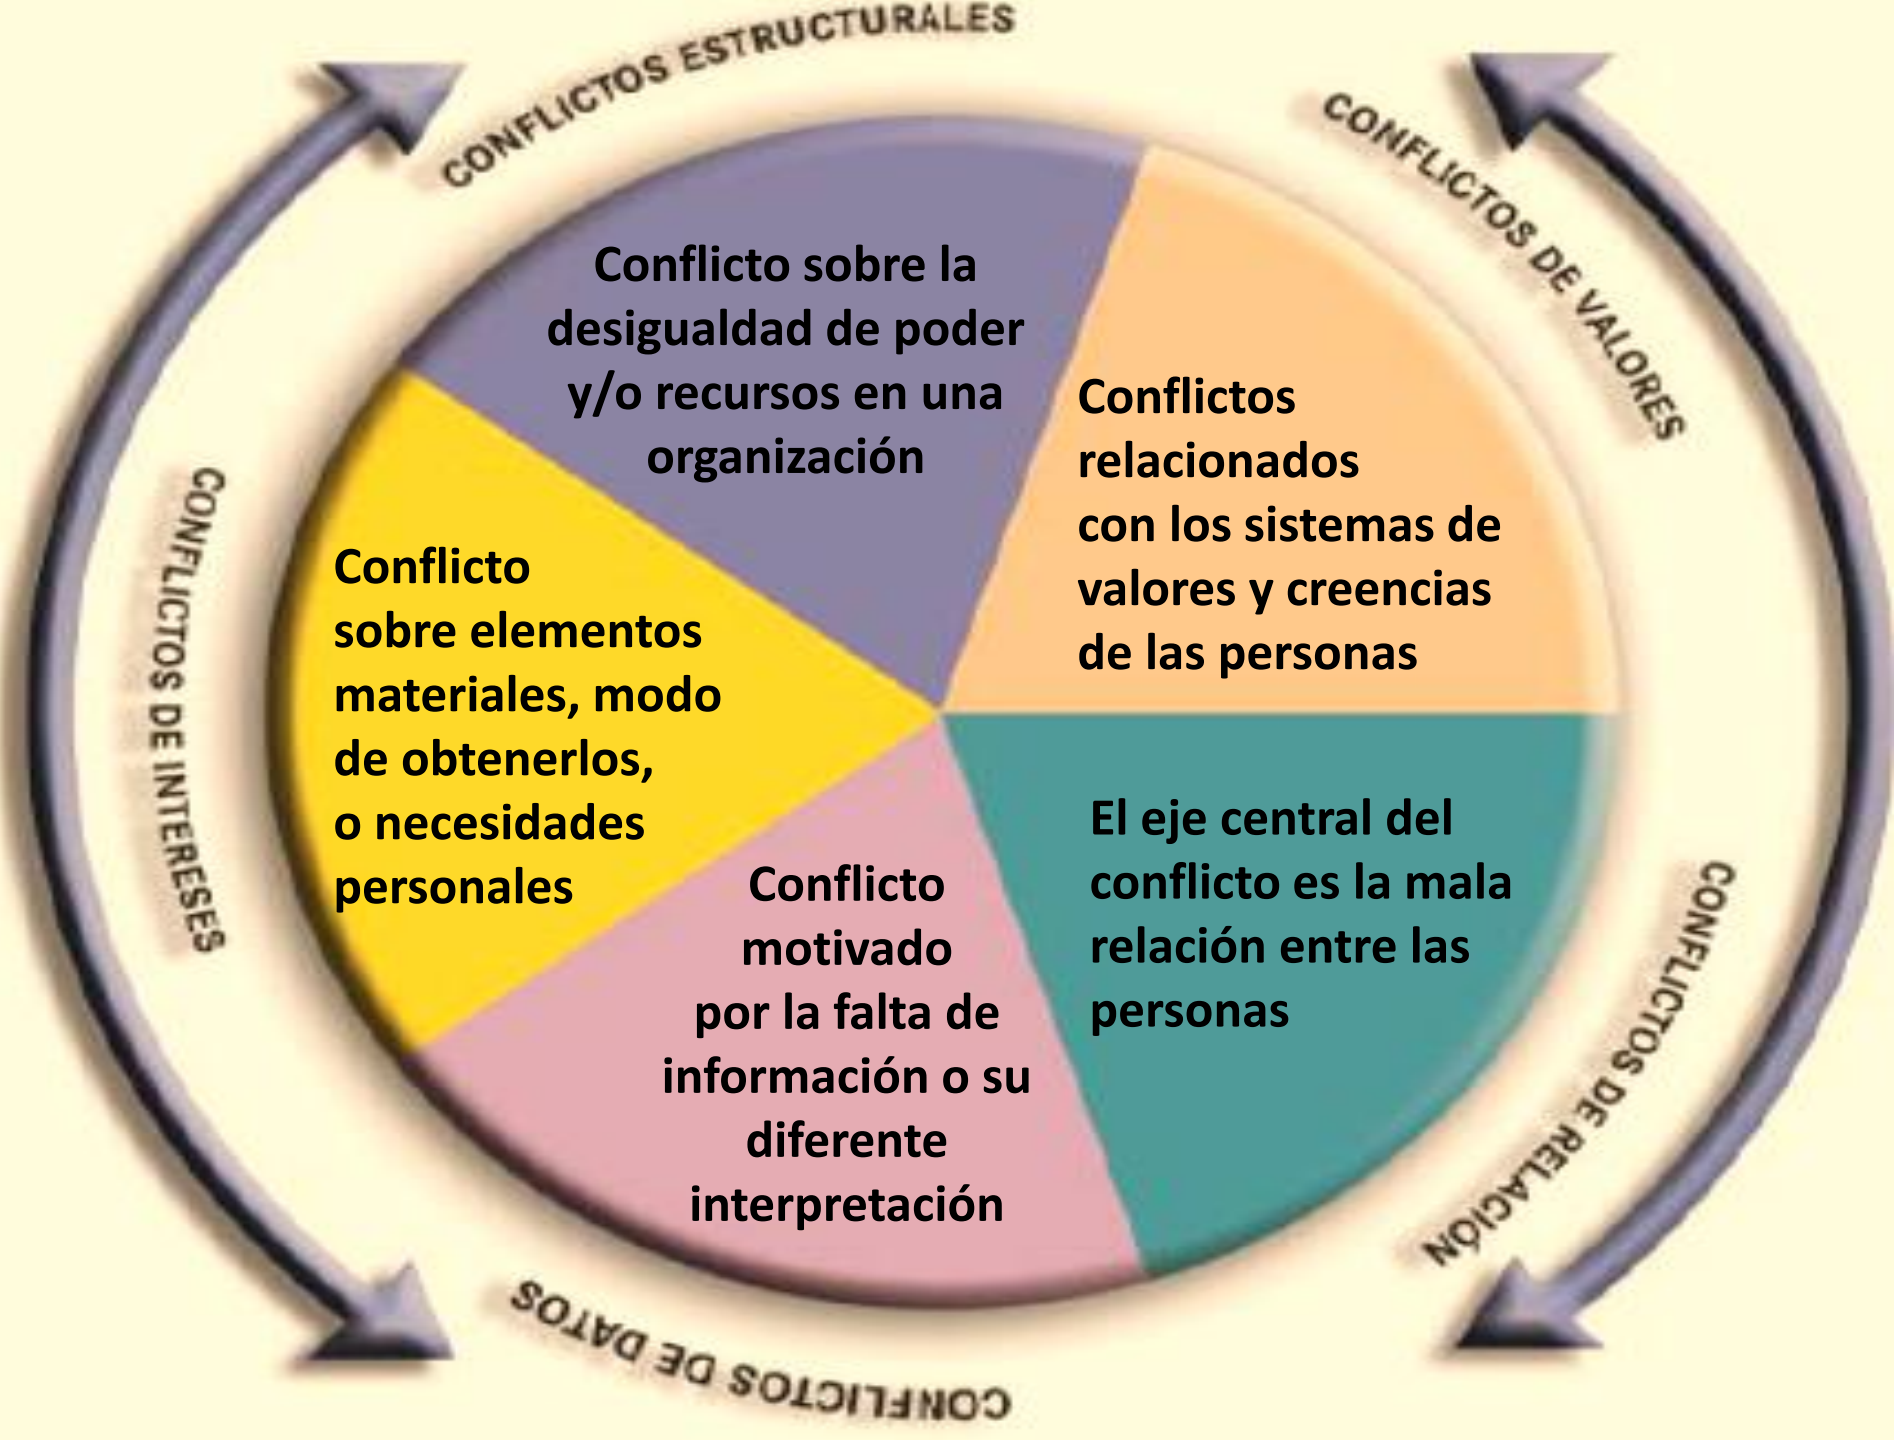 CONFLICTOS ESTRUCTURALES
CONFLICTOS DE VALORES
Conflicto sobre la
desigualdad de poder
y/o recursos en una
organización
Conflictos
relacionados
con los sistemas de
valores y creencias
de las personas
CONFLICTOS DE INTERESES
Conflicto
sobre elementos
materiales, modo
de obtenerlos,
o necesidades
personales
El eje central del
conflicto es la mala
relación entre las
personas
CONFLICTOS DE RELACIÓN
Conflicto
motivado
por la falta de
información o su
diferente
interpretación
CONFLICTOS DE DATOS